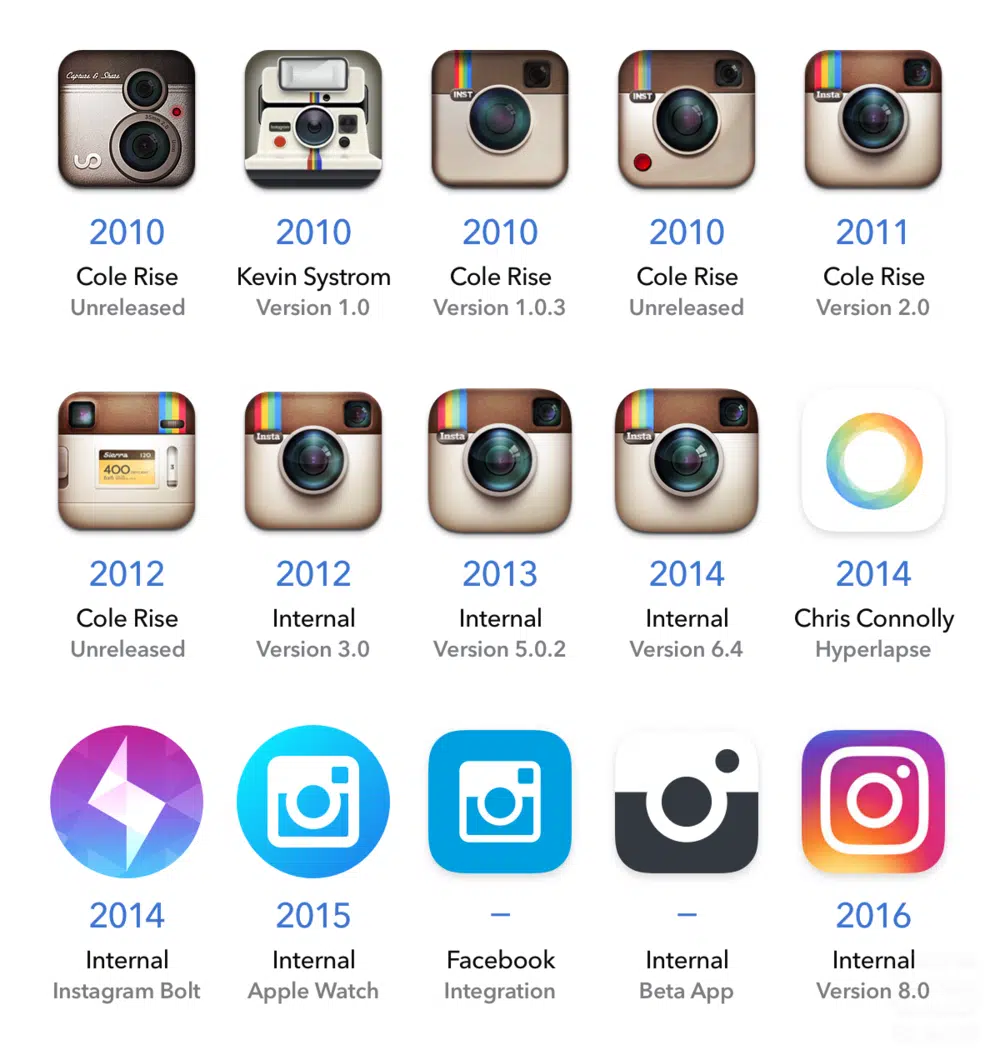 Capture & Share
INST
INST
Insta
2010
2010
2010
2010
2011
Cole Rise
Kevin Systrom
Cole Rise
Cole Rise
Cole Rise
Unreleased
Version 1.0
Version 1.0.3
Unreleased
Version 2.0
Sierra 120
400
Insta
Insta
Insta
2012
2012
2013
2014
2014
Cole Rise
Internal
Internal
Internal
Chris Connolly
Unreleased
Version 3.0
Version 5.0.2
Version 6.4
Hyperlapse
2014
2015
–
–
2016
Internal
Internal
Facebook
Internal
Internal
Instagram Bolt
Apple Watch
Integration
Beta App
Version 8.0